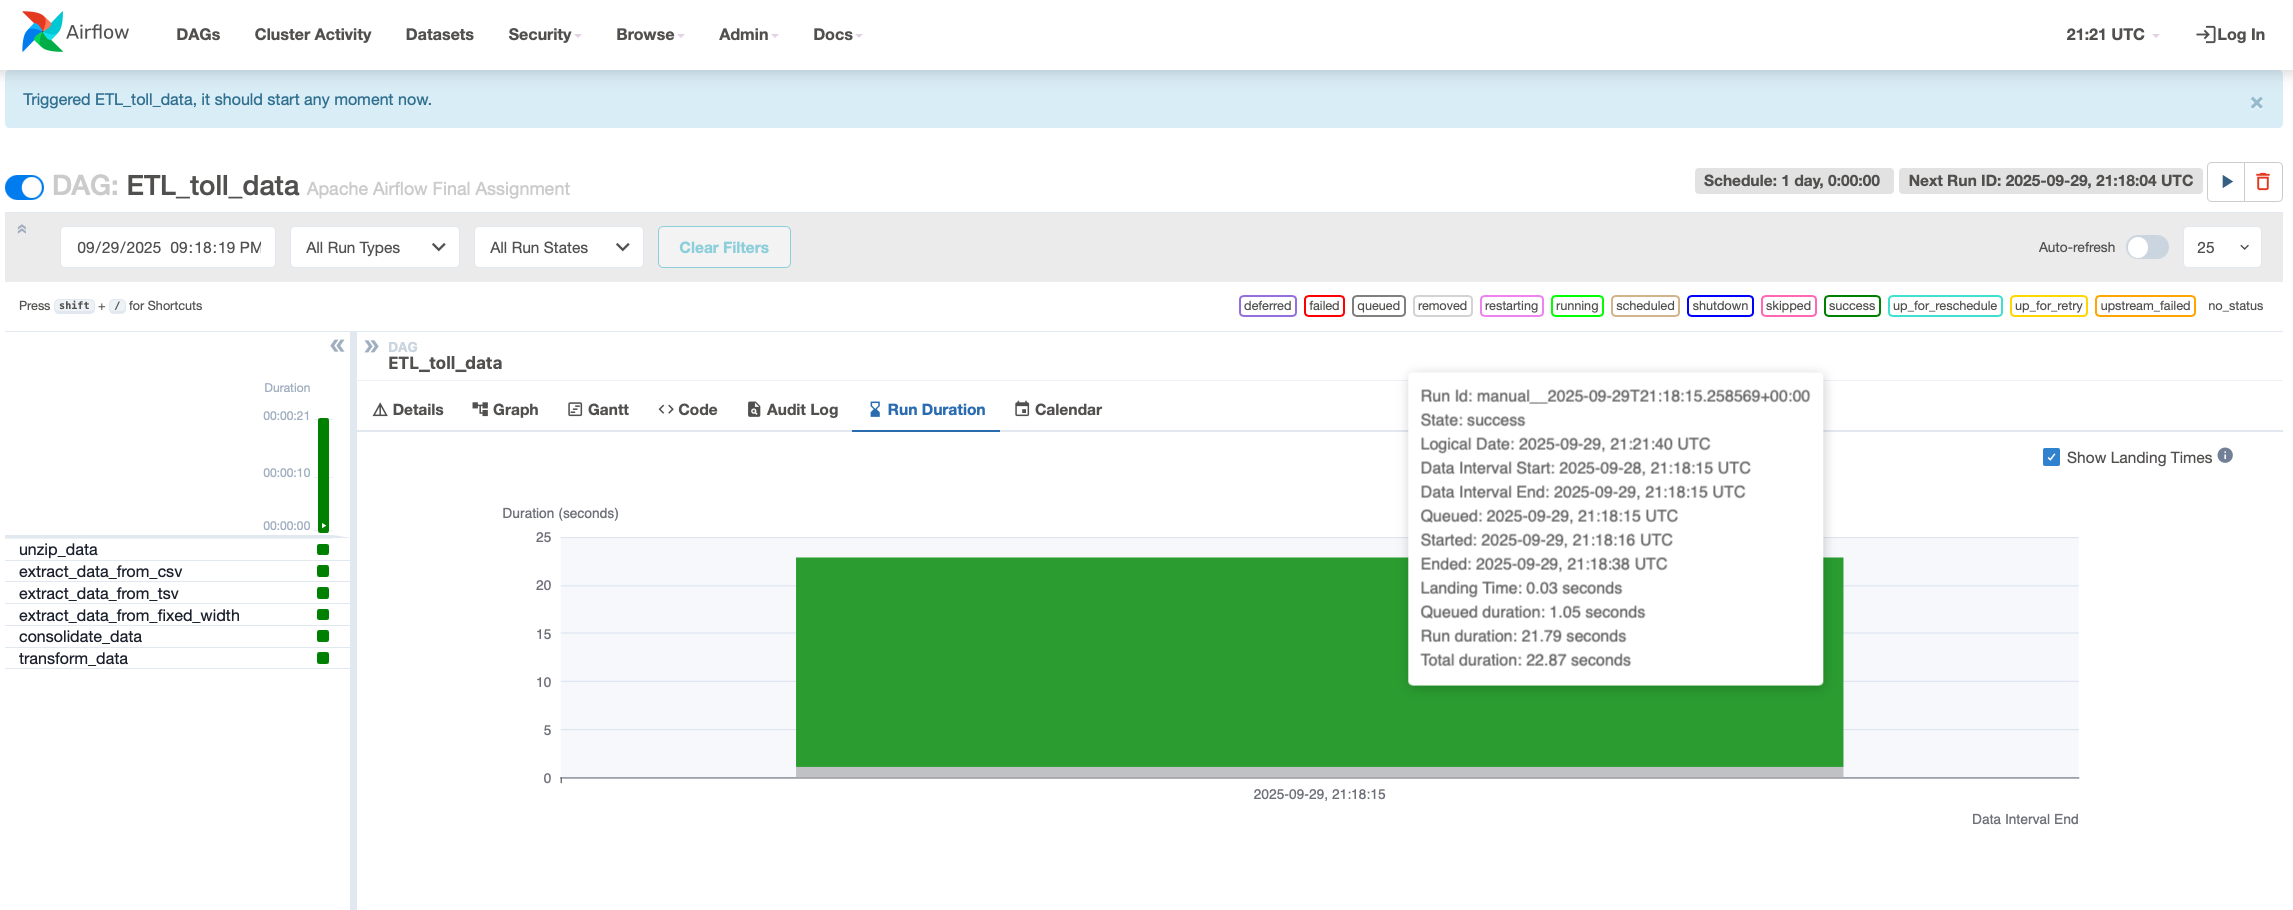 Airflow DAGs Cluster Activity Datasets Security Browse Admin Docs 21:21 UTC Log In
Triggered ETL_toll_data, it should start any moment now. ×
DAG: ETL_toll_data Apache Airflow Final Assignment Schedule: 1 day, 0:00:00 Next Run ID: 2025-09-29, 21:18:04 UTC
09/29/2025 09:18:19 PM All Run Types All Run States Clear Filters Auto-refresh 25
Press shift + / for Shortcuts deferred failed queued removed restarting running scheduled shutdown skipped success up_for_reschedule up_for_retry upstream_failed no_status
Duration
00:00:21
00:00:10
00:00:00
unzip_data
extract_data_from_csv
extract_data_from_tsv
extract_data_from_fixed_width
consolidate_data
transform_data
DAG
ETL_toll_data
Details Graph Gantt Code Audit Log Run Duration Calendar
Show Landing Times
Run Id: manual__2025-09-29T21:18:15.258569+00:00
State: success
Logical Date: 2025-09-29, 21:21:40 UTC
Data Interval Start: 2025-09-28, 21:18:15 UTC
Data Interval End: 2025-09-29, 21:18:15 UTC
Queued: 2025-09-29, 21:18:15 UTC
Started: 2025-09-29, 21:18:16 UTC
Ended: 2025-09-29, 21:18:38 UTC
Landing Time: 0.03 seconds
Queued duration: 1.05 seconds
Run duration: 21.79 seconds
Total duration: 22.87 seconds
Duration (seconds)
25
20
15
10
5
0
2025-09-29, 21:18:15
Data Interval End